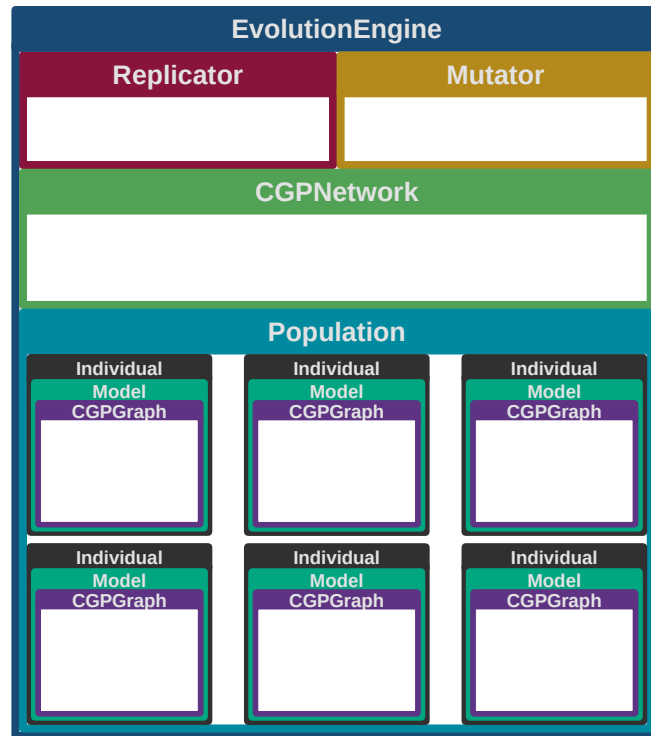 EvolutionEngine
Replicator
Mutator
CGPNetwork
Population
Individual
Model
CGPGraph
Individual
Model
CGPGraph
Individual
Model
CGPGraph
Individual
Model
CGPGraph
Individual
Model
CGPGraph
Individual
Model
CGPGraph